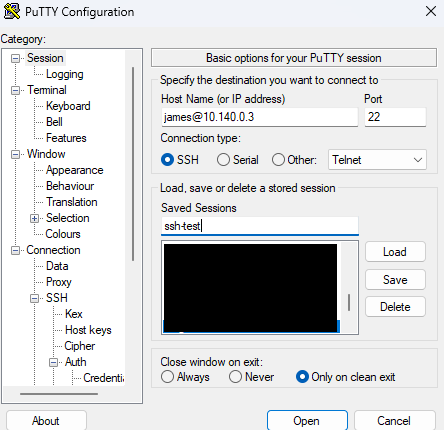 PuTTY Configuration
Category:
Session
Logging
Terminal
Keyboard
Bell
Features
Window
Appearance
Behaviour
Translation
Selection
Colours
Connection
Data
Proxy
SSH
Kex
Host keys
Cipher
Auth
Credentia
Basic options for your PuTTY session
Specify the destination you want to connect to
Host Name (or IP address) Port
james@10.140.0.3 22
Connection type:
SSH Serial Other: Telnet
Load, save or delete a stored session
Saved Sessions
ssh-test
Load
Save
Delete
Close window on exit:
Always Never Only on clean exit
About Open Cancel